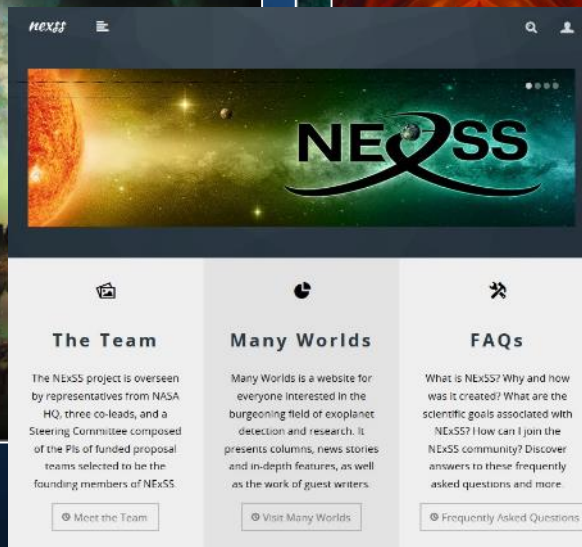 nexss
NExSS
The Team
The NExSS project is overseen
by representatives from NASA
HQ, three co-leads, and a
Steering Committee composed
of the PIs of funded proposal
teams selected to be the
founding members of NExSS.
Meet the Team
Many Worlds
Many Worlds is a website for
everyone interested in the
burgeoning field of exoplanet
detection and research. It
presents columns, news stories
and in-depth features, as well
as the work of guest writers.
Visit Many Worlds
FAQs
What is NExSS? Why and how
was it created? What are the
scientific goals associated with
NExSS? How can I join the
NExSS community? Discover
answers to these frequently
asked questions and more.
Frequently Asked Questions